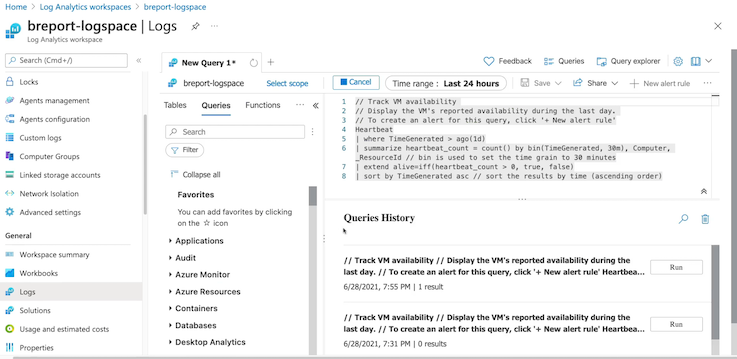 Home > Log Analytics workspaces > breport-logspace
breport-logspace | Logs
Log Analytics workspace
Search (Cmd+/)
Locks
Agents management
Agents configuration
Custom logs
Computer Groups
Linked storage accounts
Network Isolation
Advanced settings
General
Workspace summary
Workbooks
Logs
Solutions
Usage and estimated costs
Properties
New Query 1*
Feedback
Queries
Query explorer
breport-logspace
Select scope
Cancel
Time range : Last 24 hours
Save
Share
New alert rule
Tables
Queries
Functions
Search
Filter
Collapse all
Favorites
You can add favorites by clicking
on the ☆ icon
Applications
Audit
Azure Monitor
Azure Resources
Containers
Databases
Desktop Analytics
1 // Track VM availability
2 // Display the VM's reported availability during the last day.
3 // To create an alert for this query, click '+ New alert rule'
4 Heartbeat
5 | where TimeGenerated > ago(1d)
6 | summarize heartbeat_count = count() by bin(TimeGenerated, 30m), Computer,
_ResourceId // bin is used to set the time grain to 30 minutes
7 | extend alive=iff(heartbeat_count > 0, true, false)
8 | sort by TimeGenerated asc // sort the results by time (ascending order)
Queries History
// Track VM availability // Display the VM's reported availability during the
last day. // To create an alert for this query, click '+ New alert rule' Heartbea...
6/28/2021, 7:55 PM | 1 result
Run
// Track VM availability // Display the VM's reported availability during the
last day. // To create an alert for this query, click '+ New alert rule' Heartbea...
6/28/2021, 7:31 PM | 0 results
Run